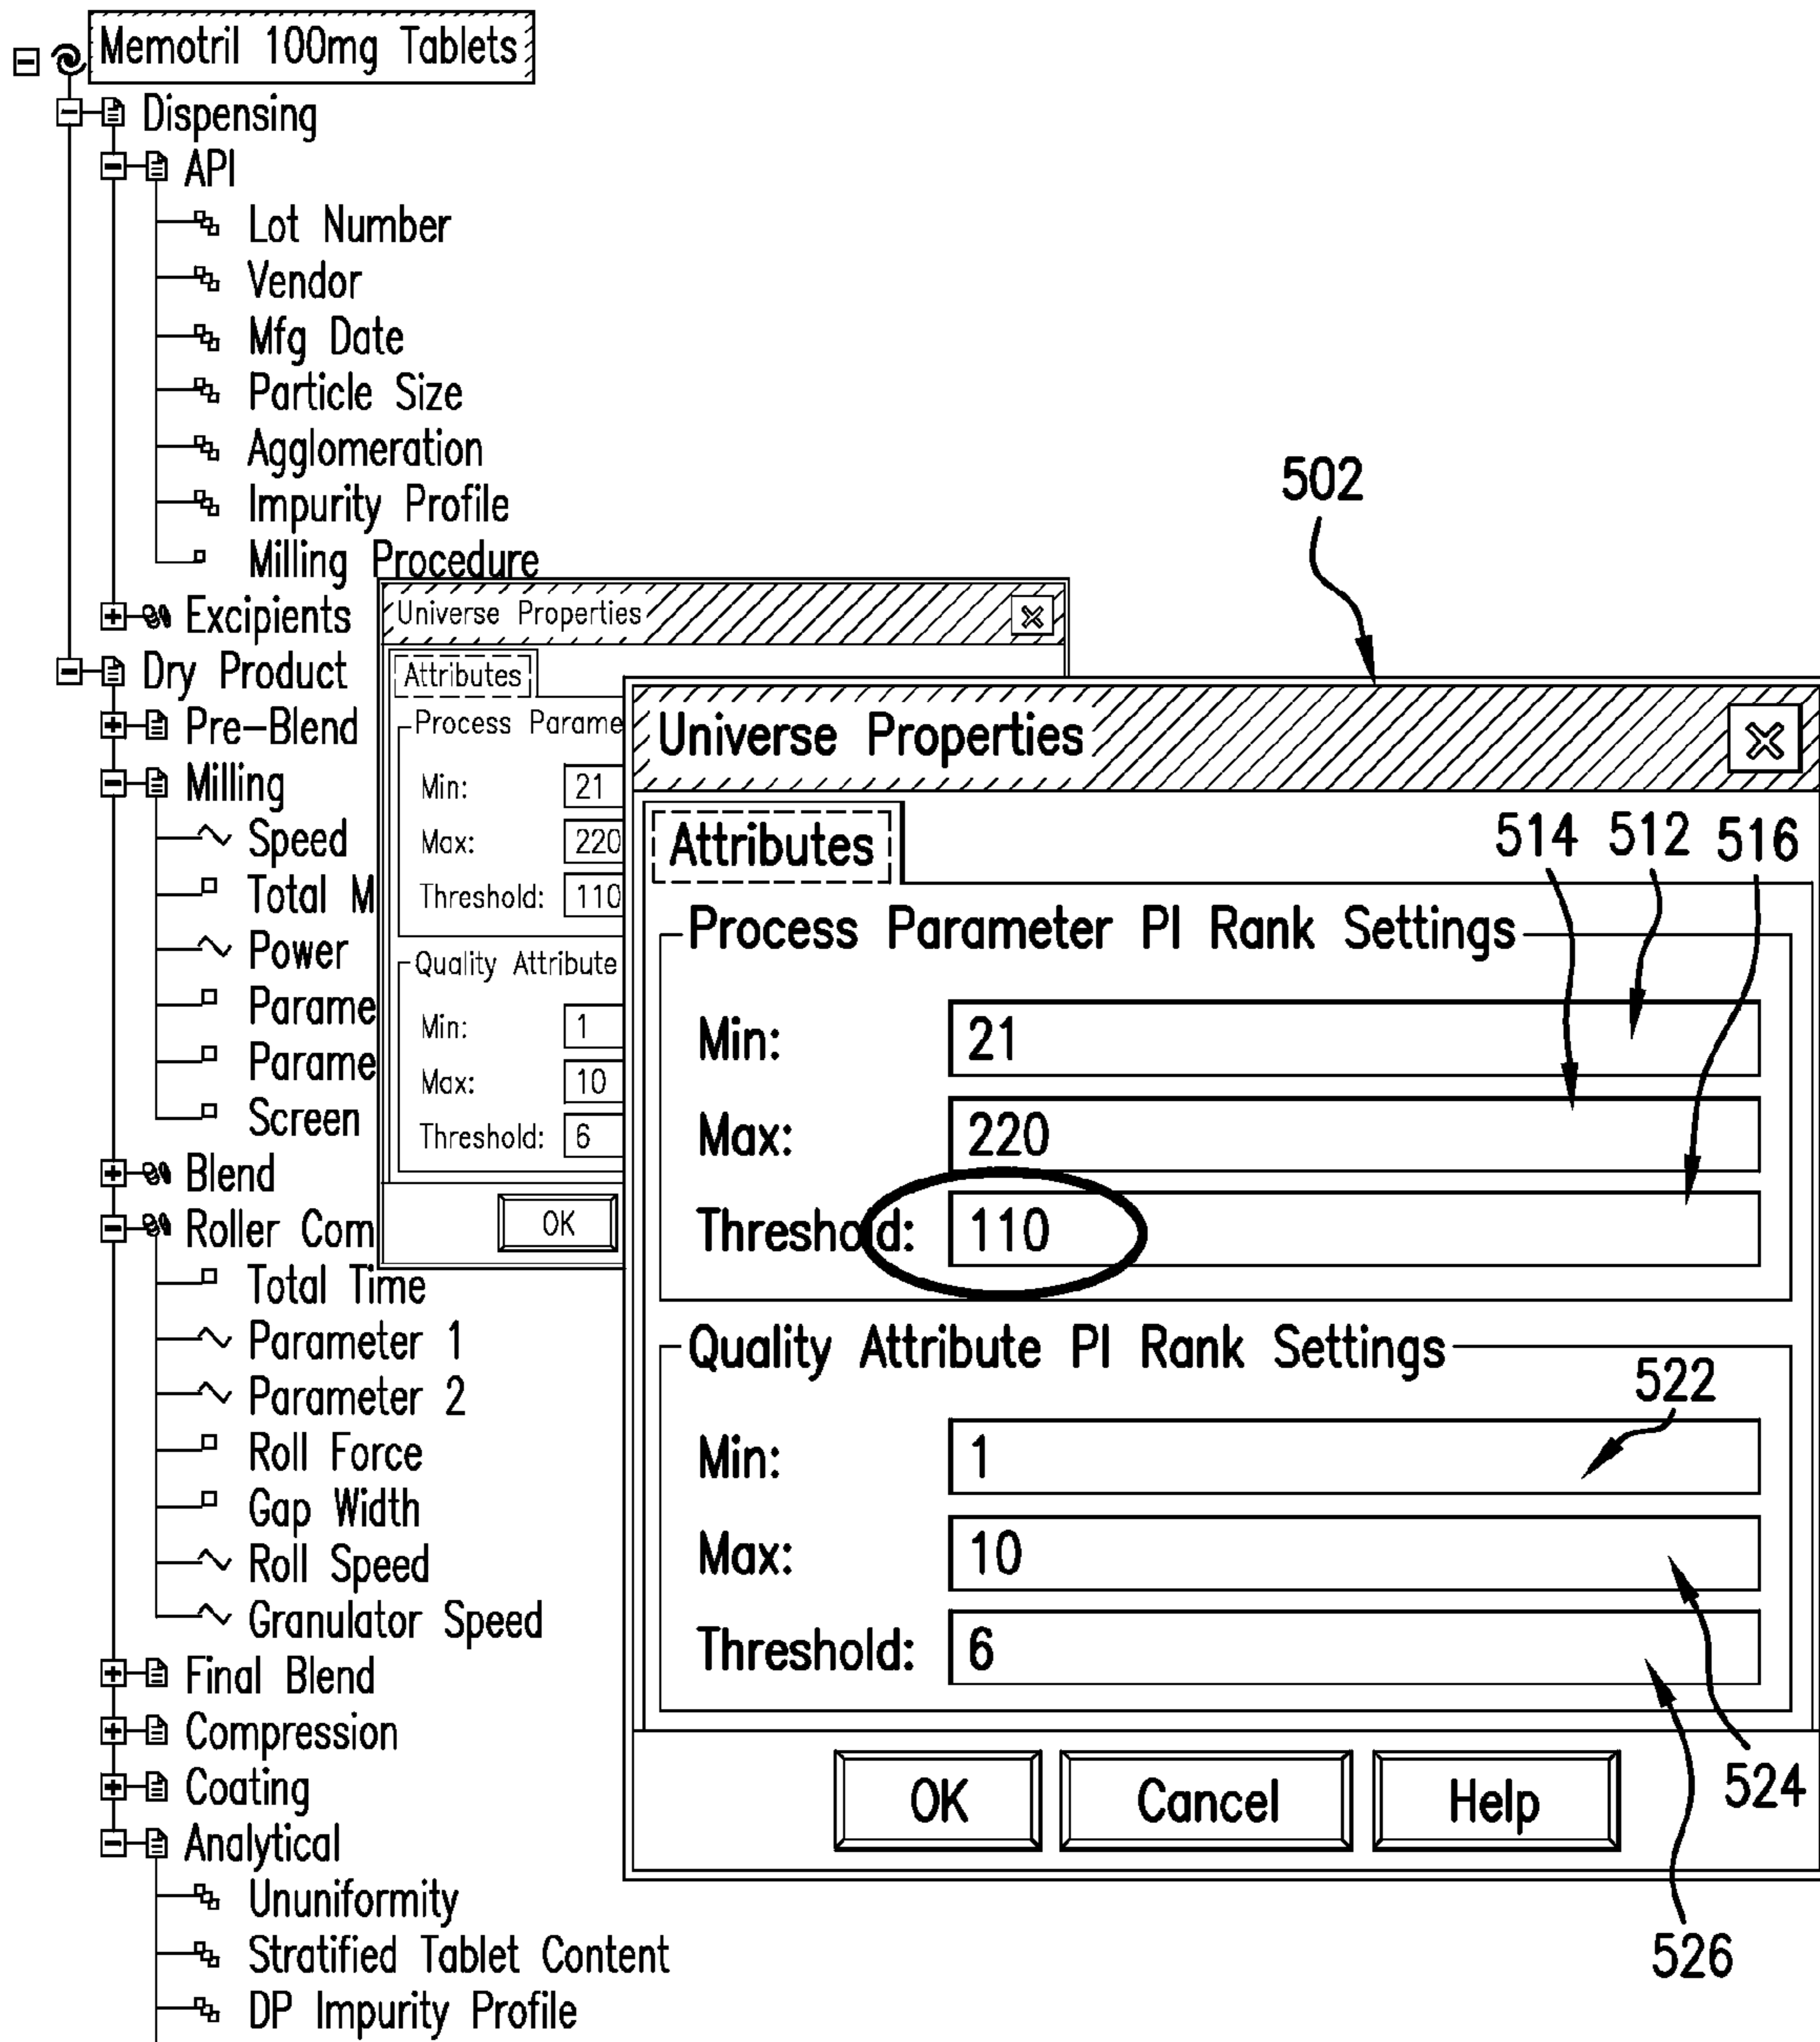 Memotril 100mg Tablets
Dispensing
API
Lot Number
Vendor
Mfg Date
Particle Size
Agglomeration
Impurity Profile
Milling Procedure
Excipients
Dry Product
Pre-Blend
Milling
Speed
Total M
Power
Parame
Parame
Screen
Blend
Roller Com
Total Time
Parameter 1
Parameter 2
Roll Force
Gap Width
Roll Speed
Granulator Speed
Final Blend
Compression
Coating
Analytical
Ununiformity
Stratified Tablet Content
DP Impurity Profile
Universe Properties
Attributes
Process Parame
Min: 21
Max: 220
Threshold: 110
Quality Attribute
Min: 1
Max: 10
Threshold: 6
OK
502
Universe Properties
Attributes
514 512 516
Process Parameter PI Rank Settings
Min: 21
Max: 220
Threshold: 110
Quality Attribute PI Rank Settings
522
Min: 1
Max: 10
Threshold: 6
OK Cancel Help
524
526